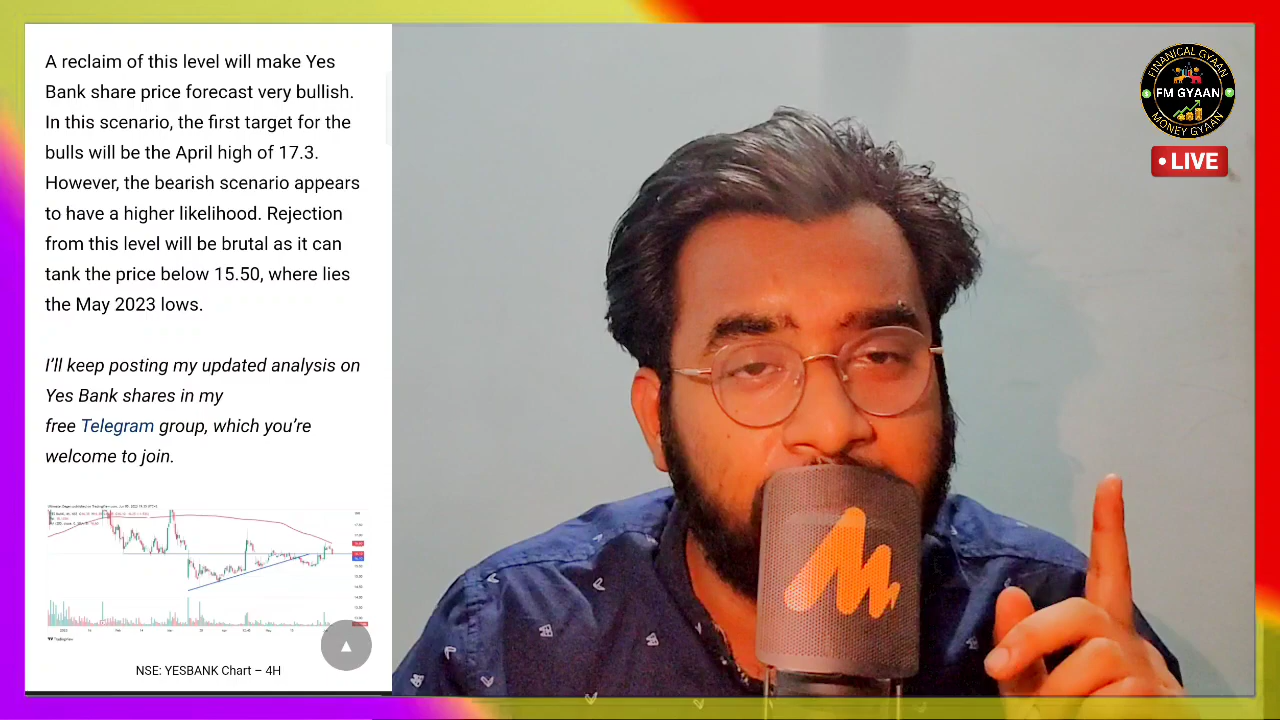 A reclaim of this level will make Yes
Bank share price forecast very bullish.
In this scenario, the first target for the
bulls will be the April high of 17.3.
However, the bearish scenario appears
to have a higher likelihood. Rejection
from this level will be brutal as it can
tank the price below 15.50, where lies
the May 2023 lows.
I’ll keep posting my updated analysis on
Yes Bank shares in my
free Telegram group, which you’re
welcome to join.
TradingView
NSE: YESBANK Chart – 4H
FINANICAL GYAAN
FM GYAAN
MONEY GYAAN
• LIVE